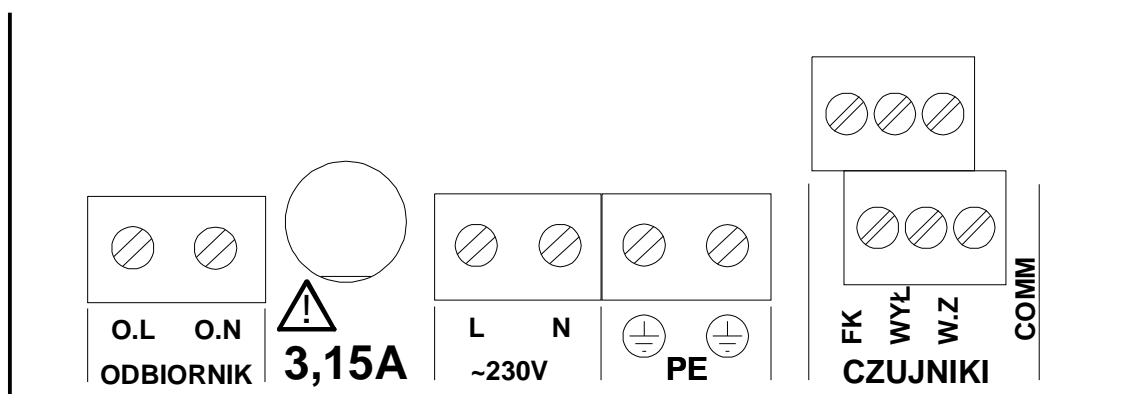 O.L O.N
ODBIORNIK
!
3,15A
L N
~230V
PE
FK
WYŁ
W.Z
COMM
CZUJNIKI